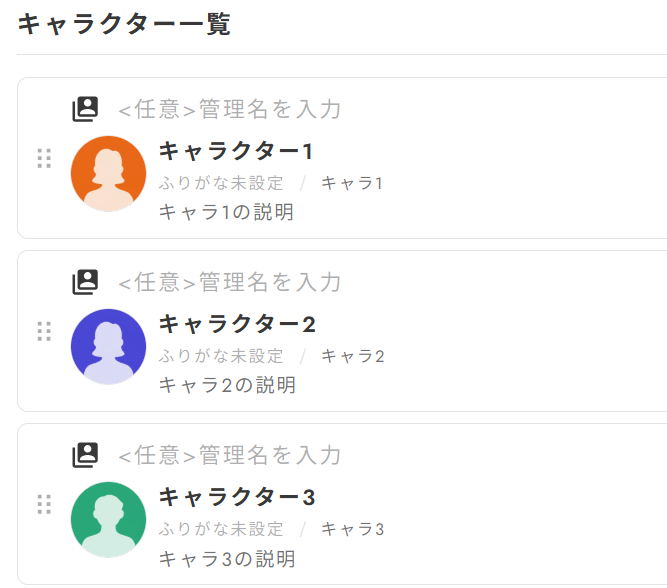 キャラクター一覧
<任意>管理名を入力
キャラクター1
ふりがな未設定 / キャラ1
キャラ1の説明
<任意>管理名を入力
キャラクター2
ふりがな未設定 / キャラ2
キャラ2の説明
<任意>管理名を入力
キャラクター3
ふりがな未設定 / キャラ3
キャラ3の説明